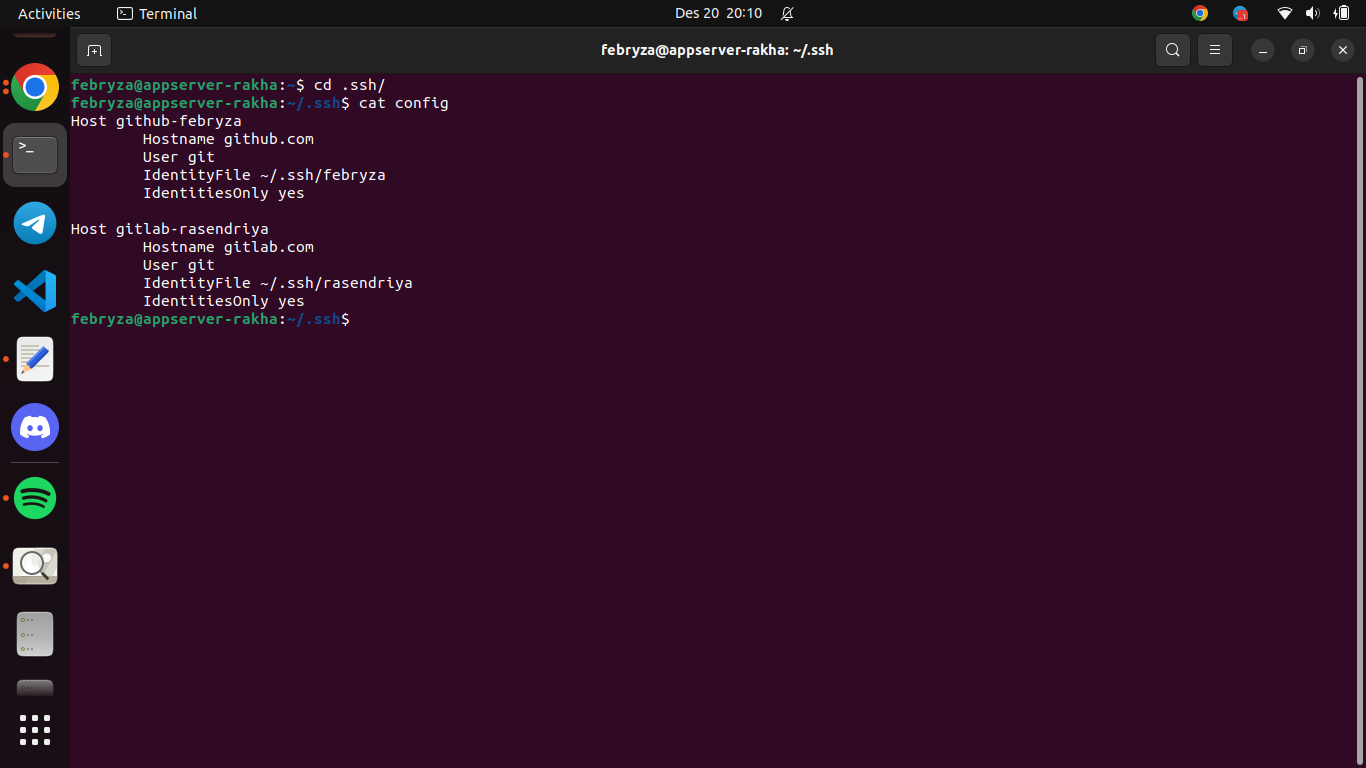 Activities
Terminal
Des 20 20:10
febryza@appserver-rakha: ~/.ssh
febryza@appserver-rakha:~$ cd .ssh/
febryza@appserver-rakha:~/.ssh$ cat config
Host github-febryza
        Hostname github.com
        User git
        IdentityFile ~/.ssh/febryza
        IdentitiesOnly yes

Host gitlab-rasendriya
        Hostname gitlab.com
        User git
        IdentityFile ~/.ssh/rasendriya
        IdentitiesOnly yes
febryza@appserver-rakha:~/.ssh$